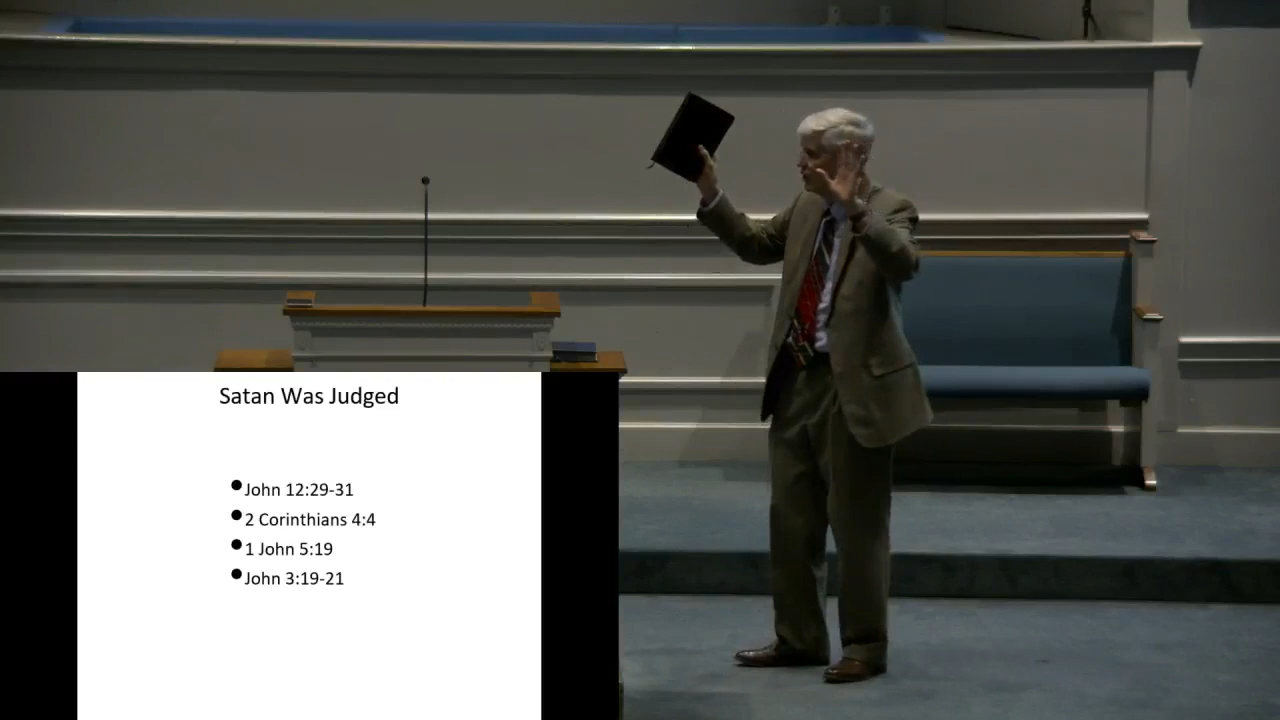 Satan Was Judged
John 12:29-31
2 Corinthians 4:4
1 John 5:19
John 3:19-21